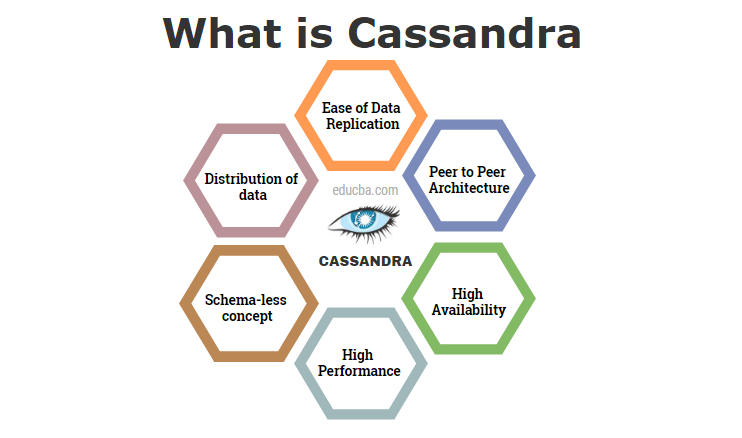 What is Cassandra
Ease of Data
Replication
Peer to Peer
Architecture
High
Availability
High
Performance
Schema-less
concept
Distribution of
data
educba.com
CASSANDRA